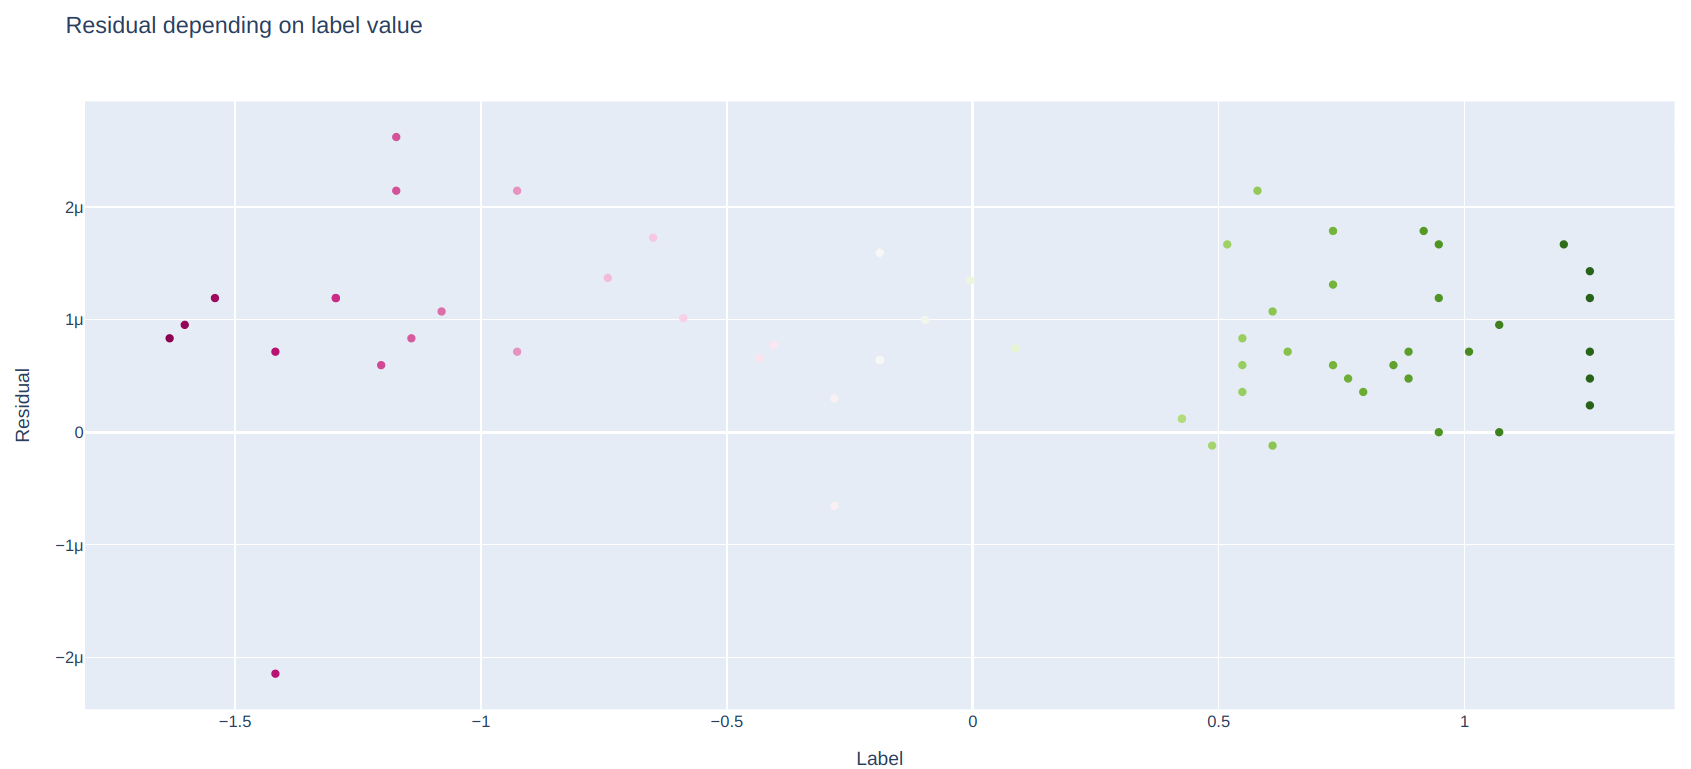 Residual depending on label value
2μ
1μ
0
−1μ
−2μ
Residual
−1.5
−1
−0.5
0
0.5
1
Label